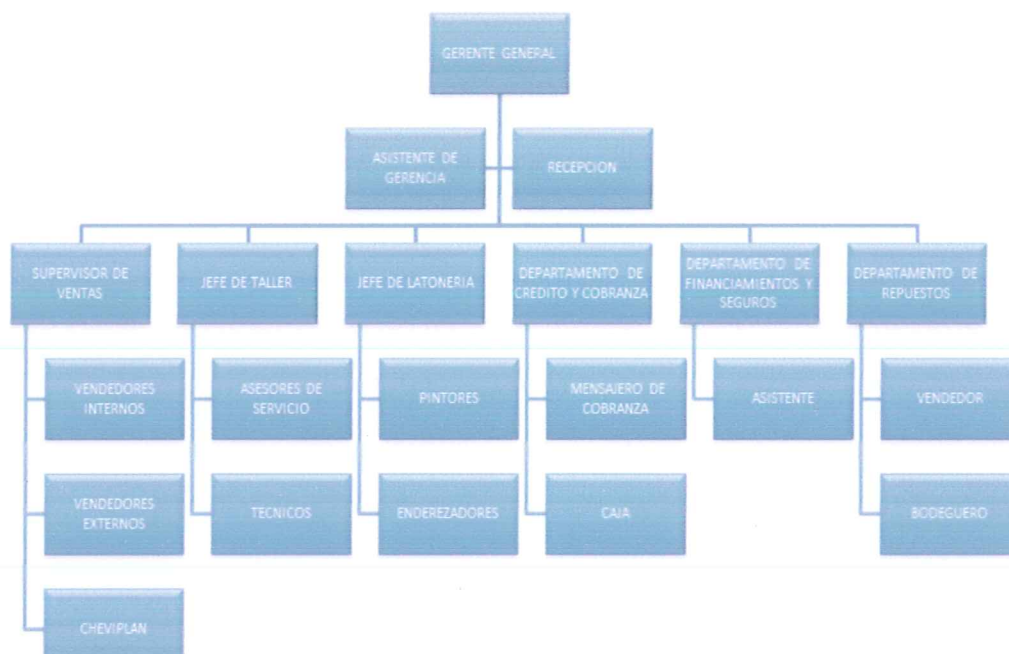 GERENTE GENERAL
ASISTENTE DE
GERENCIA
RECEPCION
SUPERVISOR DE
VENTAS
JEFE DE TALLER
JEFE DE LATONERIA
DEPARTAMENTO DE
CREDITO Y COBRANZA
DEPARTAMENTO DE
FINANCIAMIENTOS Y
SEGUROS
DEPARTAMENTO DE
REPUESTOS
VENDEDORES
INTERNOS
ASESORES DE
SERVICIO
PINTORES
MENSAJERO DE
COBRANZA
ASISTENTE
VENDEDOR
VENDEDORES
EXTERNOS
TECNICOS
ENDEREZADORES
CAJA
BODEGUERO
CHEVIPLAN